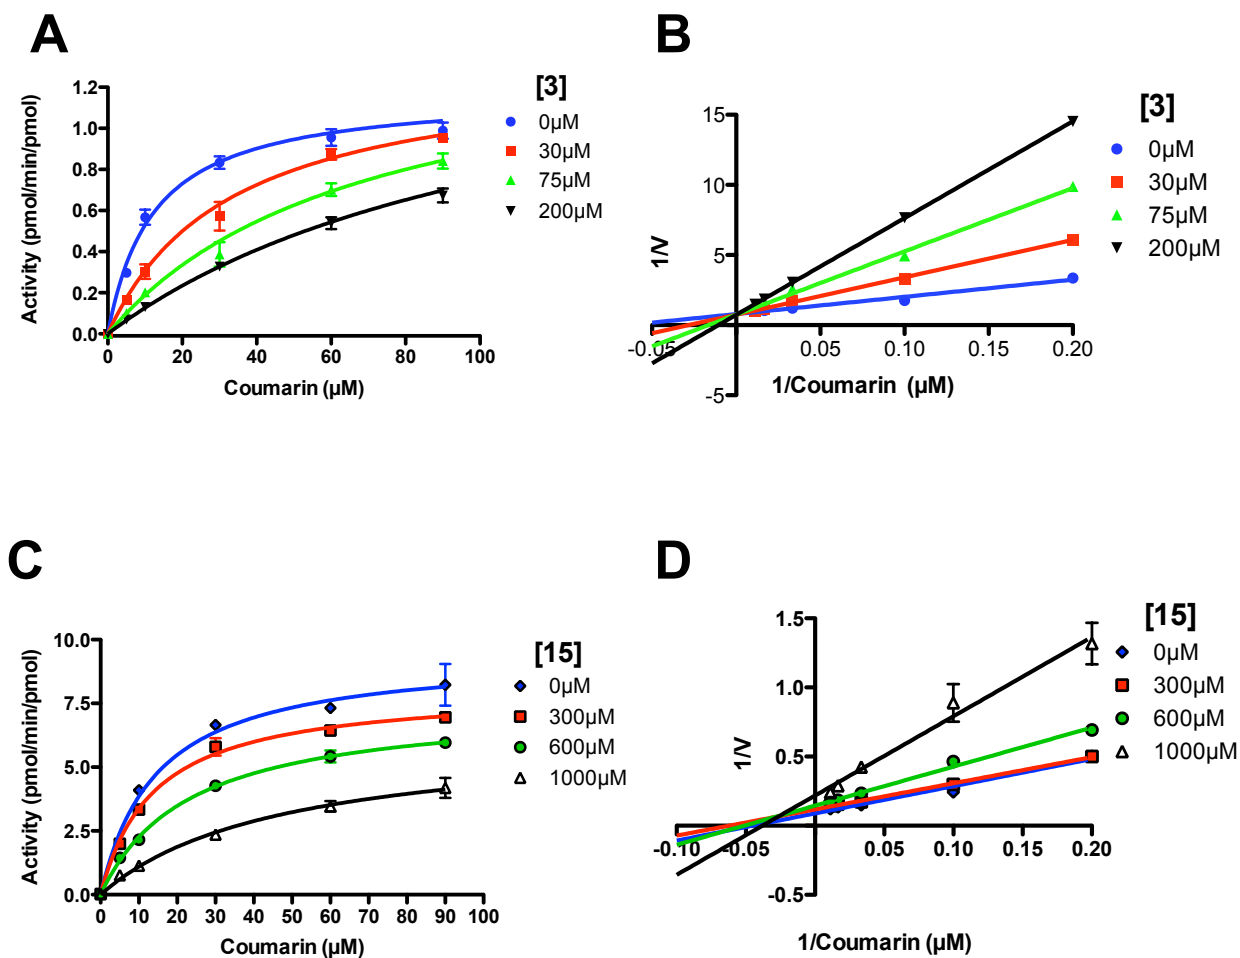 A
B
[3]
0µM
30µM
75µM
200µM
Activity (pmol/min/pmol)
1.2
1.0
0.8
0.6
0.4
0.2
0.0
0 20 40 60 80 100
Coumarin (µM)
[3]
0µM
30µM
75µM
200µM
1/V
15
10
5
-5
-0.05 0.05 0.10 0.15 0.20
1/Coumarin (µM)
C
D
[15]
0µM
300µM
600µM
1000µM
Activity (pmol/min/pmol)
10.0
7.5
5.0
2.5
0.0
0 10 20 30 40 50 60 70 80 90 100
Coumarin (µM)
[15]
0µM
300µM
600µM
1000µM
1/V
1.5
1.0
0.5
-0.5
-0.10 -0.05 0.05 0.10 0.15 0.20
1/Coumarin (µM)